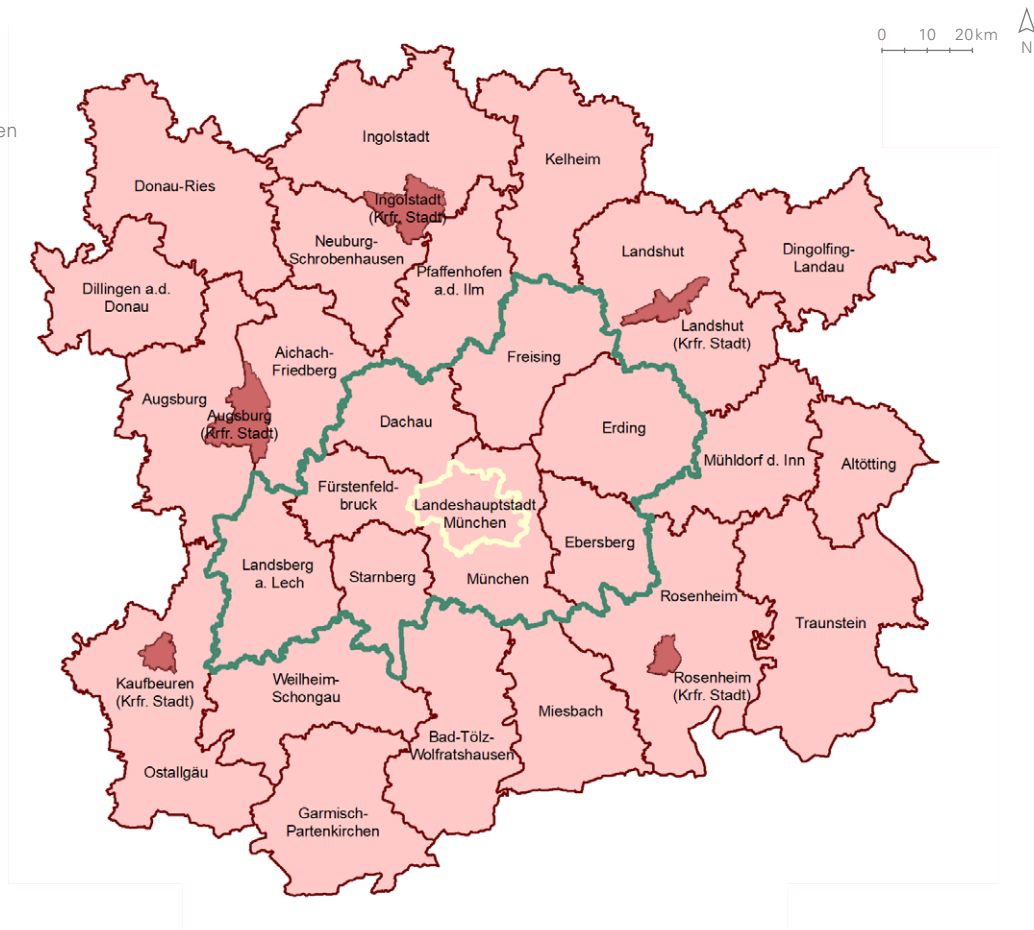 0 10 20 km
N
en
Ingolstadt
Kelheim
Donau-Ries
Ingolstadt
(Krfr. Stadt)
Neuburg-
Schrobenhausen
Landshut
Dingolfing-
Landau
Pfaffenhofen
a.d. Ilm
Dillingen a.d.
Donau
Landshut
(Krfr. Stadt)
Aichach-
Friedberg
Freising
Augsburg
Augsburg
(Krfr. Stadt)
Dachau
Erding
Mühldorf d. Inn
Altötting
Fürstenfeld-
bruck
Landeshauptstadt
München
Ebersberg
Landsberg
a. Lech
Starnberg
München
Rosenheim
Traunstein
Kaufbeuren
(Krfr. Stadt)
Weilheim-
Schongau
Rosenheim
(Krfr. Stadt)
Miesbach
Bad-Tölz-
Wolfratshausen
Ostallgäu
Garmisch-
Partenkirchen